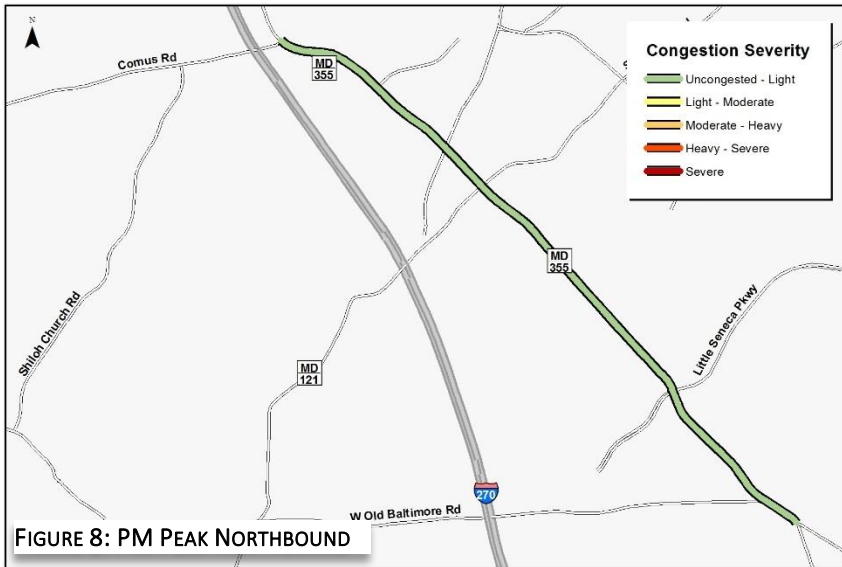 N
Comus Rd
MD
355
Congestion Severity
Uncongested - Light
Light - Moderate
Moderate - Heavy
Heavy - Severe
Severe
MD
355
Shiloh Church Rd
Little Seneca Pkwy
MD
121
270
W Old Baltimore Rd
FIGURE 8: PM PEAK NORTHBOUND